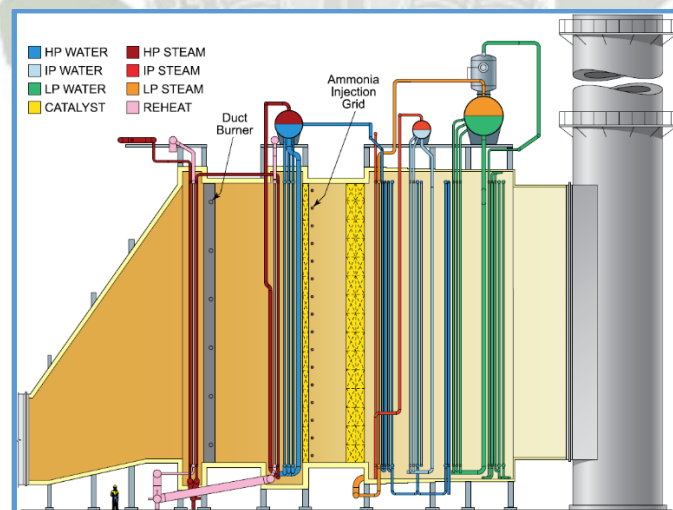 HP WATER
HP STEAM
IP WATER
IP STEAM
LP WATER
LP STEAM
CATALYST
REHEAT
Duct
Burner
Ammonia
Injection
Grid